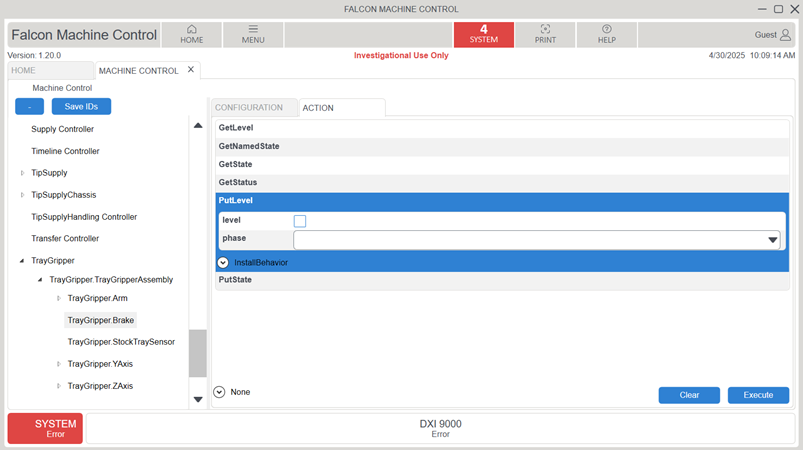 FALCON MACHINE CONTROL
Falcon Machine Control
HOME
MENU
4
SYSTEM
PRINT
HELP
Guest
Version: 1.20.0
Investigational Use Only
4/30/2025 10:09:14 AM
HOME
MACHINE CONTROL X
Machine Control
-
Save IDs
Supply Controller
Timeline Controller
TipSupply
TipSupplyChassis
TipSupplyHandling Controller
Transfer Controller
TrayGripper
TrayGripper.TrayGripperAssembly
TrayGripper.Arm
TrayGripper.Brake
TrayGripper.StockTraySensor
TrayGripper.YAxis
TrayGripper.ZAxis
CONFIGURATION
ACTION
GetLevel
GetNamedState
GetState
GetStatus
PutLevel
level
phase
InstallBehavior
PutState
None
Clear
Execute
SYSTEM
Error
DXI 9000
Error